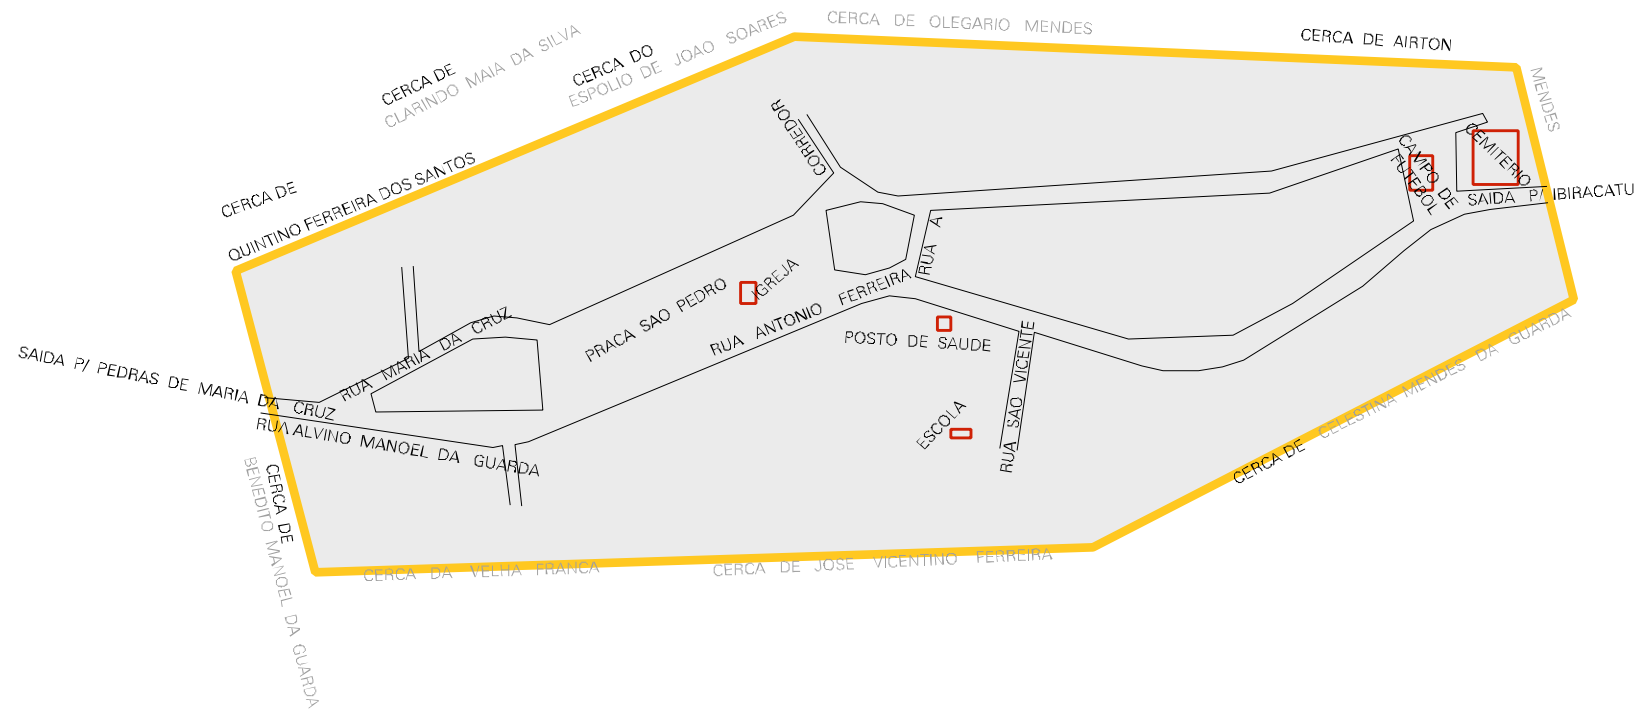 CERCA DE OLEGARIO MENDES
CERCA DE AIRTON
MENDES
CERCA DE
CLARINDO MAIA DA SILVA
CERCA DO
ESPOLIO DE JOAO SOARES
CERCA DE
QUINTINO FERREIRA DOS SANTOS
CORREDOR
CAMPO DE
FUTEBOL
CEMITERIO
SAIDA P/ IBIRACATU
RUA A
IGREJA
PRACA SAO PEDRO
RUA ANTONIO FERREIRA
POSTO DE SAUDE
RUA MARIA DA CRUZ
SAIDA P/ PEDRAS DE MARIA DA CRUZ
RUA ALVINO MANOEL DA GUARDA
ESCOLA
RUA SAO VICENTE
CERCA DE CELESTINA MENDES DA GUARDA
CERCA DE
BENEDITO MANOEL DA GUARDA
CERCA DA VELHA FRANCA
CERCA DE JOSE VICENTINO FERREIRA